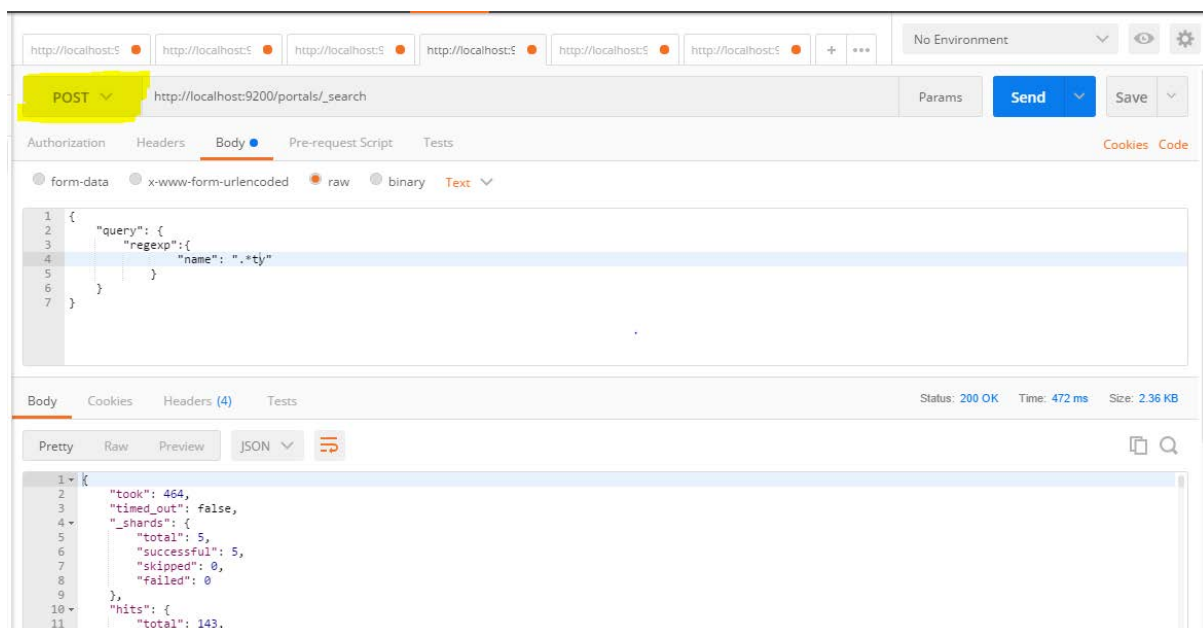 http://localhost:9 http://localhost:9 http://localhost:9 http://localhost:9 http://localhost:9 http://localhost:9 + ••• No Environment
POST http://localhost:9200/portals/_search Params Send Save
Authorization Headers Body Pre-request Script Tests Cookies Code
form-data x-www-form-urlencoded raw binary Text
1 {
2 "query": {
3 "regexp":{
4 "name": ".*ty"
5 }
6 }
7 }
Body Cookies Headers (4) Tests Status: 200 OK Time: 472 ms Size: 2.36 KB
Pretty Raw Preview JSON
1 {
2 "took": 464,
3 "timed_out": false,
4 "_shards": {
5 "total": 5,
6 "successful": 5,
7 "skipped": 0,
8 "failed": 0
9 },
10 "hits": {
11 "total": 143,